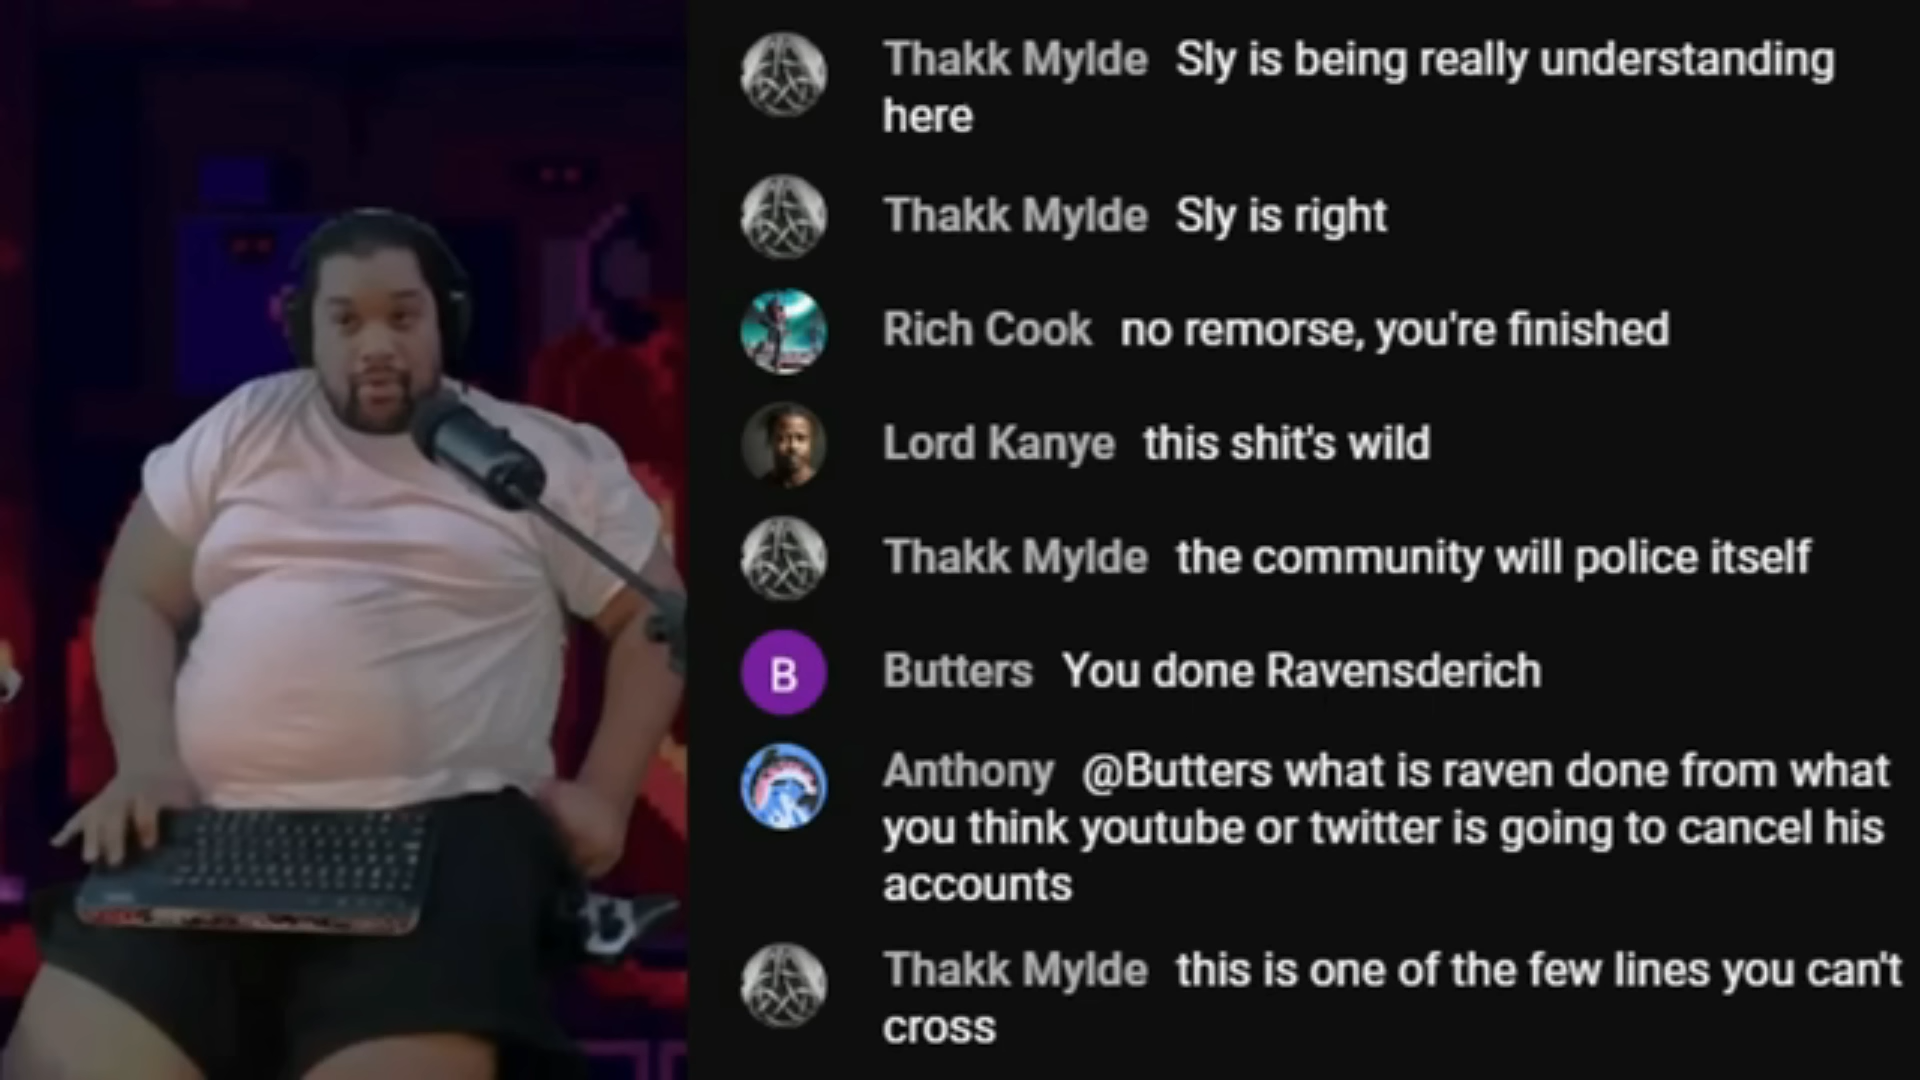 Thakk Mylde Sly is being really understanding
here
Thakk Mylde Sly is right
Rich Cook no remorse, you're finished
Lord Kanye this shit's wild
Thakk Mylde the community will police itself
B
Butters You done Ravensderich
Anthony @Butters what is raven done from what
you think youtube or twitter is going to cancel his
accounts
Thakk Mylde this is one of the few lines you can't
cross